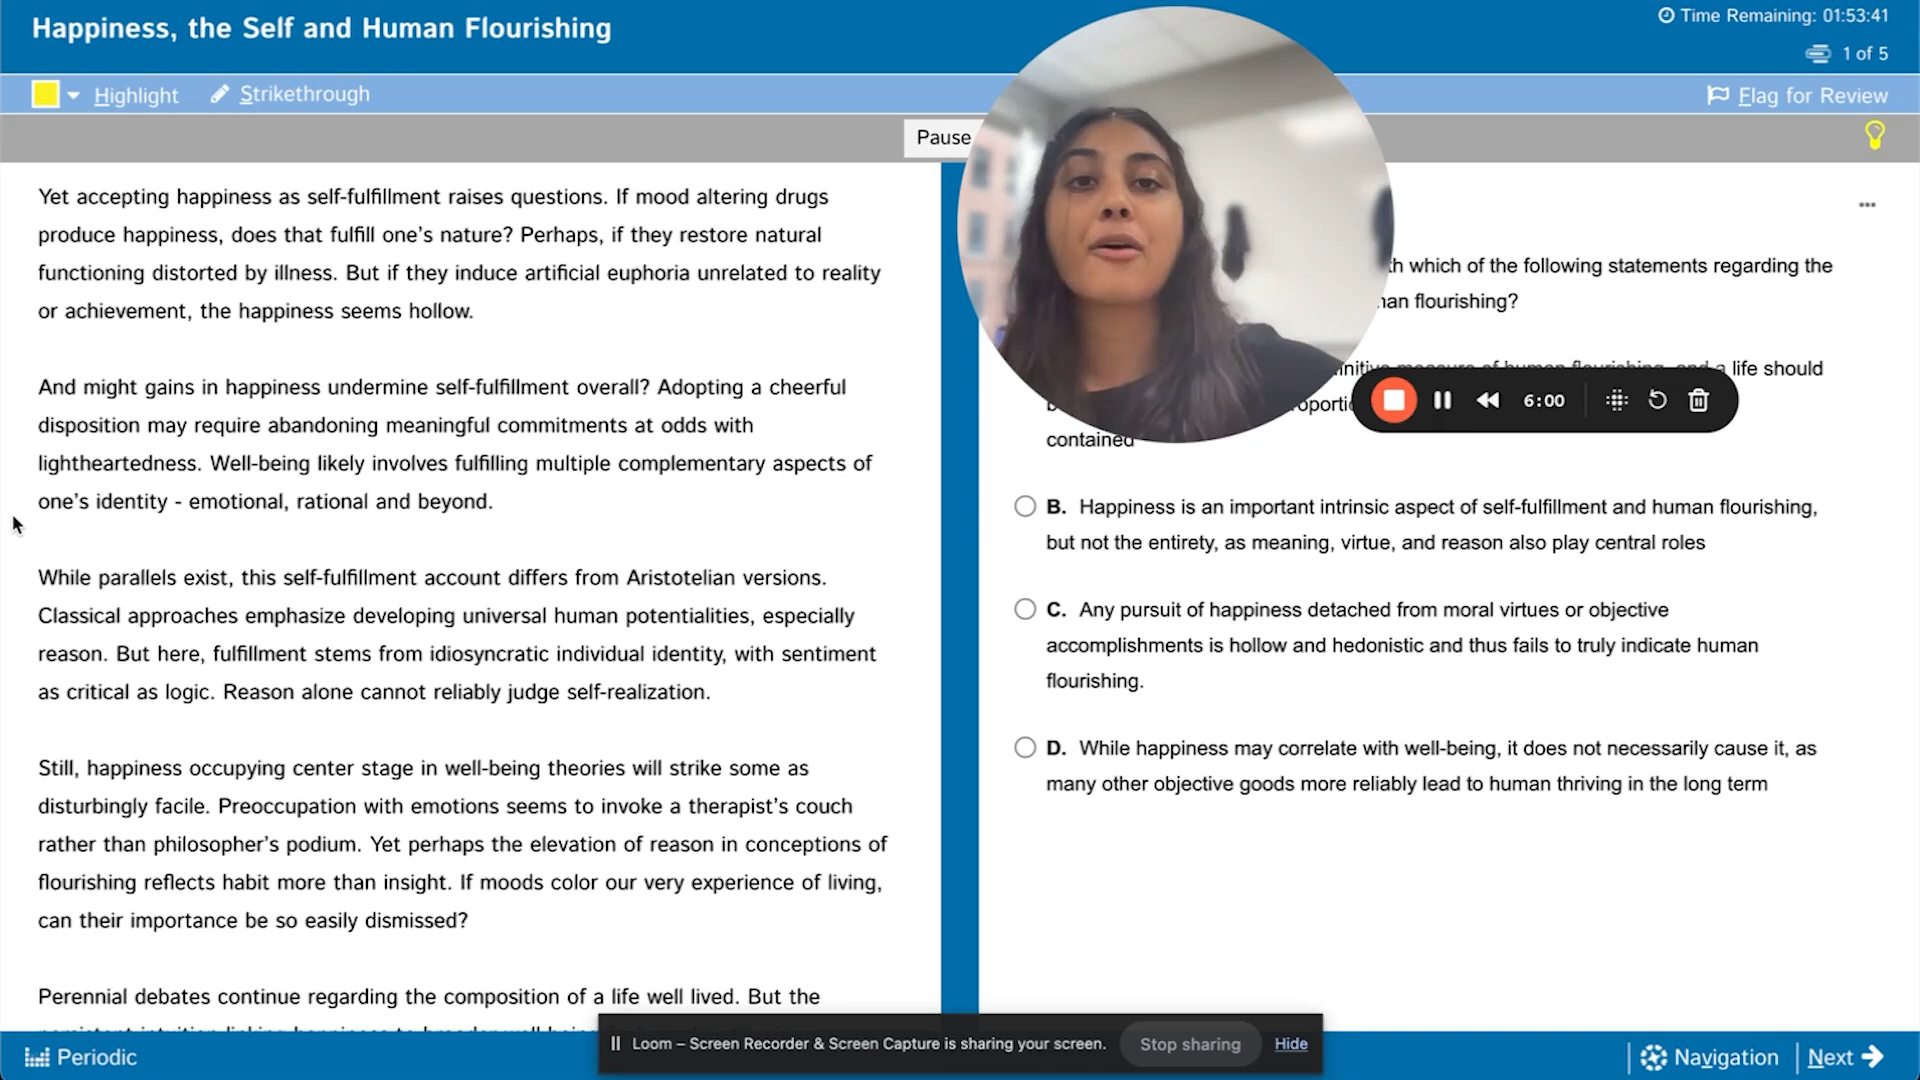 Happiness, the Self and Human Flourishing
Time Remaining: 01:53:41
1 of 5
Highlight
Strikethrough
Flag for Review
Pause
Yet accepting happiness as self-fulfillment raises questions. If mood altering drugs
produce happiness, does that fulfill one's nature? Perhaps, if they restore natural
functioning distorted by illness. But if they induce artificial euphoria unrelated to reality
or achievement, the happiness seems hollow.
And might gains in happiness undermine self-fulfillment overall? Adopting a cheerful
disposition may require abandoning meaningful commitments at odds with
lightheartedness. Well-being likely involves fulfilling multiple complementary aspects of
one's identity - emotional, rational and beyond.
While parallels exist, this self-fulfillment account differs from Aristotelian versions.
Classical approaches emphasize developing universal human potentialities, especially
reason. But here, fulfillment stems from idiosyncratic individual identity, with sentiment
as critical as logic. Reason alone cannot reliably judge self-realization.
Still, happiness occupying center stage in well-being theories will strike some as
disturbingly facile. Preoccupation with emotions seems to invoke a therapist's couch
rather than philosopher's podium. Yet perhaps the elevation of reason in conceptions of
flourishing reflects habit more than insight. If moods color our very experience of living,
can their importance be so easily dismissed?
Perennial debates continue regarding the composition of a life well lived. But the
which of the following statements regarding the
flourishing?
measure of human flourishing, and a life should
contained
6:00
B. Happiness is an important intrinsic aspect of self-fulfillment and human flourishing,
but not the entirety, as meaning, virtue, and reason also play central roles
C. Any pursuit of happiness detached from moral virtues or objective
accomplishments is hollow and hedonistic and thus fails to truly indicate human
flourishing.
D. While happiness may correlate with well-being, it does not necessarily cause it, as
many other objective goods more reliably lead to human thriving in the long term
Loom – Screen Recorder & Screen Capture is sharing your screen.
Stop sharing
Hide
Periodic
Navigation
Next